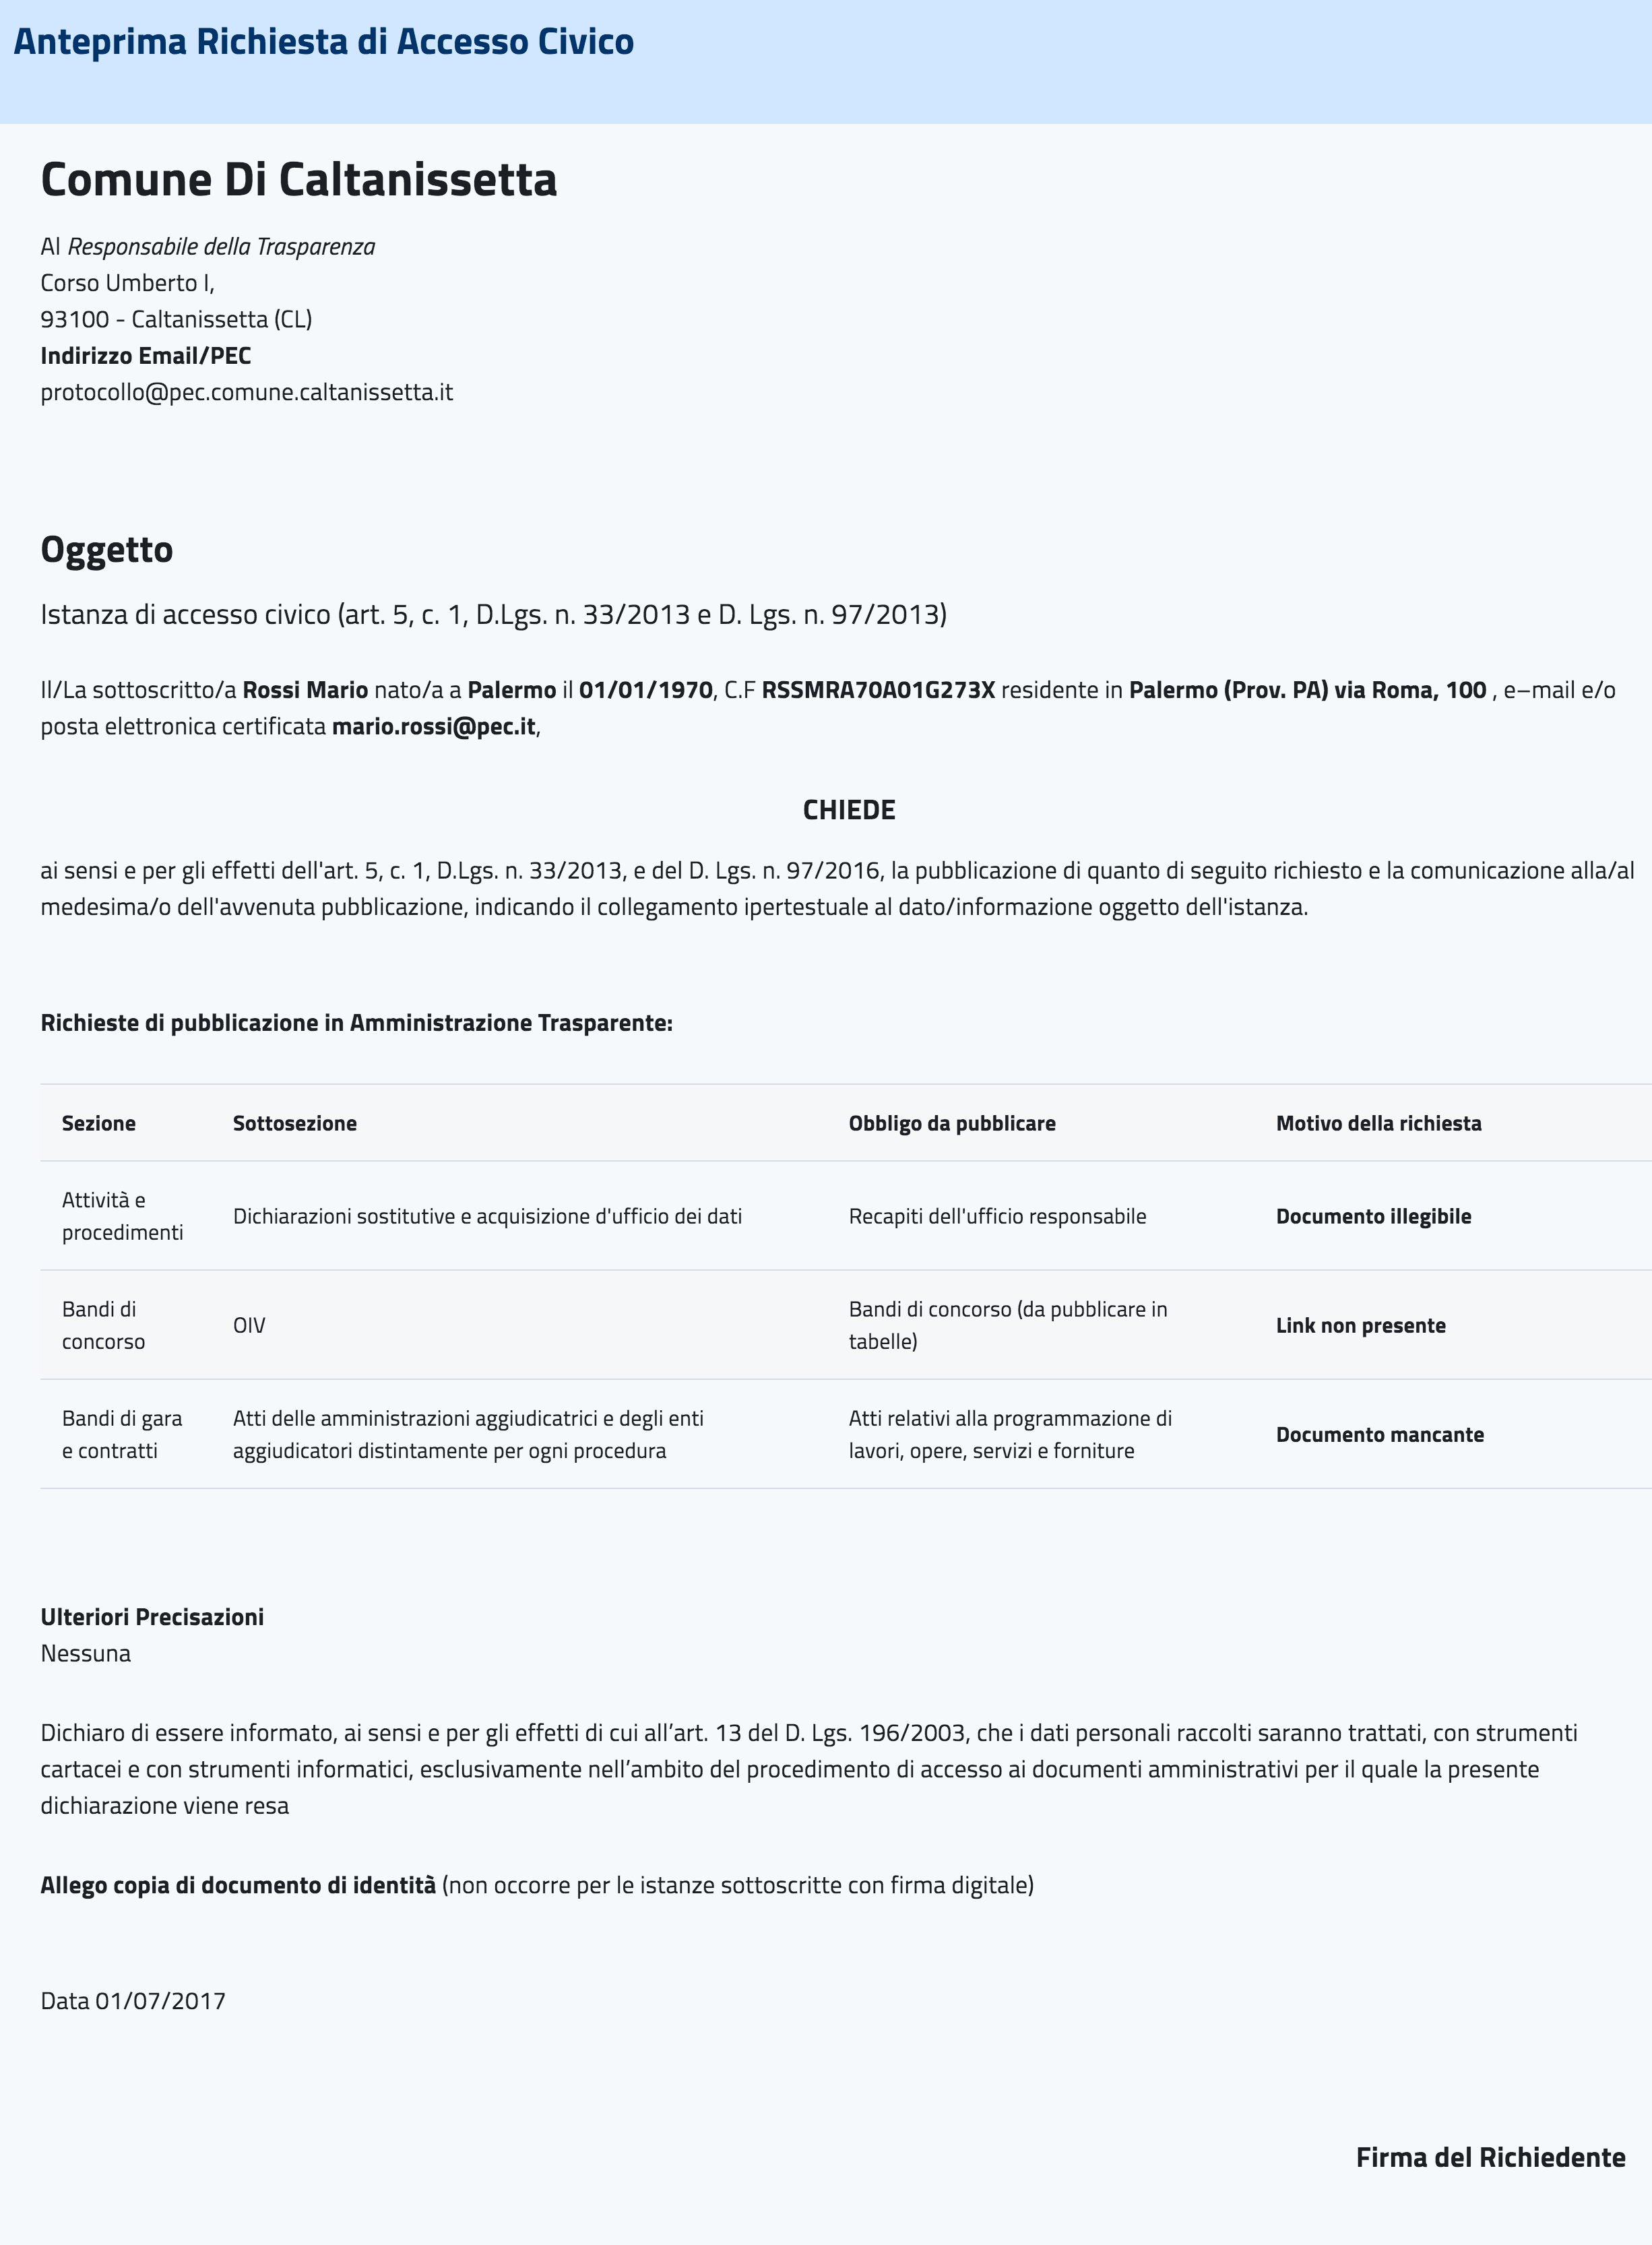 Anteprima Richiesta di Accesso Civico
Comune Di Caltanissetta
Al Responsabile della Trasparenza
Corso Umberto I,
93100 - Caltanissetta (CL)
Indirizzo Email/PEC
protocollo@pec.comune.caltanissetta.it
Oggetto
Istanza di accesso civico (art. 5, c. 1, D.Lgs. n. 33/2013 e D. Lgs. n. 97/2013)
Il/La sottoscritto/a Rossi Mario nato/a a Palermo il 01/01/1970, C.F RSSMRA70A01G273X residente in Palermo (Prov. PA) via Roma, 100 , e–mail e/o
posta elettronica certificata mario.rossi@pec.it,
CHIEDE
ai sensi e per gli effetti dell'art. 5, c. 1, D.Lgs. n. 33/2013, e del D. Lgs. n. 97/2016, la pubblicazione di quanto di seguito richiesto e la comunicazione alla/al
medesima/o dell'avvenuta pubblicazione, indicando il collegamento ipertestuale al dato/informazione oggetto dell'istanza.
Richieste di pubblicazione in Amministrazione Trasparente:
Sezione Sottosezione Obbligo da pubblicare Motivo della richiesta
Attività e
procedimenti
Dichiarazioni sostitutive e acquisizione d'ufficio dei dati
Recapiti dell'ufficio responsabile
Documento illegibile
Bandi di
concorso
OIV
Bandi di concorso (da pubblicare in
tabelle)
Link non presente
Bandi di gara
e contratti
Atti delle amministrazioni aggiudicatrici e degli enti
aggiudicatori distintamente per ogni procedura
Atti relativi alla programmazione di
lavori, opere, servizi e forniture
Documento mancante
Ulteriori Precisazioni
Nessuna
Dichiaro di essere informato, ai sensi e per gli effetti di cui all’art. 13 del D. Lgs. 196/2003, che i dati personali raccolti saranno trattati, con strumenti
cartacei e con strumenti informatici, esclusivamente nell’ambito del procedimento di accesso ai documenti amministrativi per il quale la presente
dichiarazione viene resa
Allego copia di documento di identità (non occorre per le istanze sottoscritte con firma digitale)
Data 01/07/2017
Firma del Richiedente